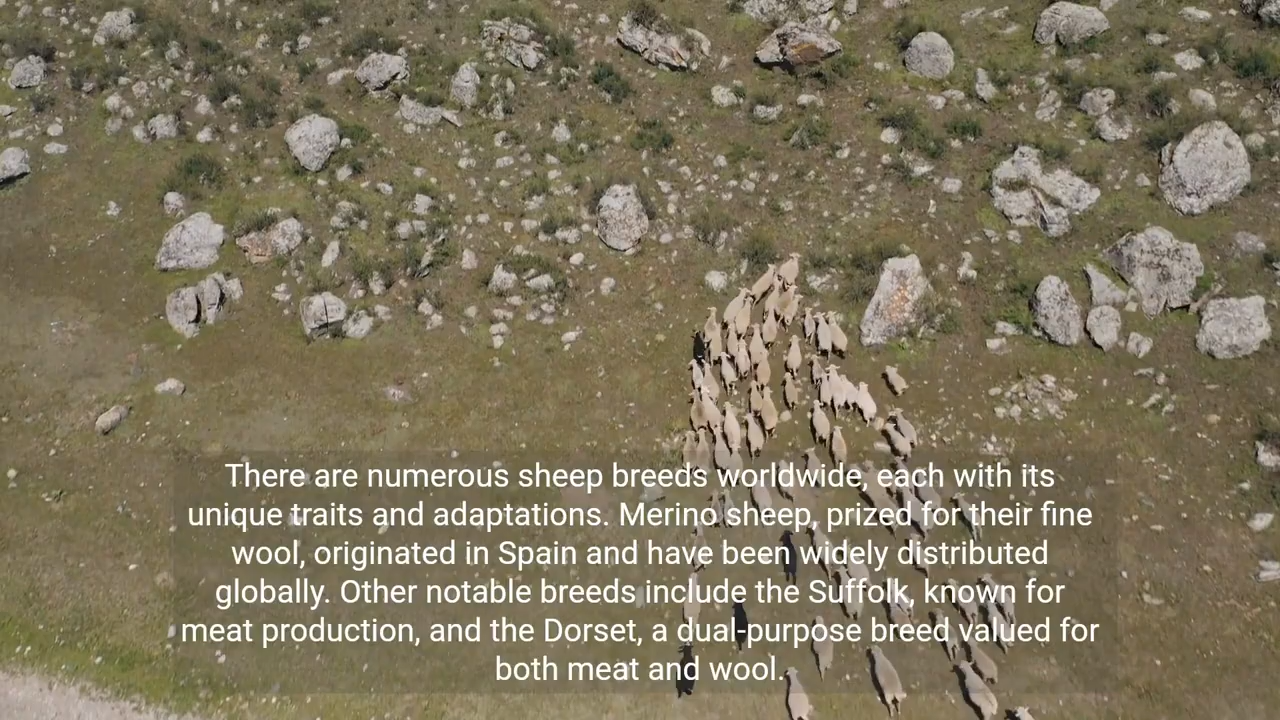 There are numerous sheep breeds worldwide, each with its
unique traits and adaptations. Merino sheep, prized for their fine
wool, originated in Spain and have been widely distributed
globally. Other notable breeds include the Suffolk, known for
meat production, and the Dorset, a dual-purpose breed valued for
both meat and wool.